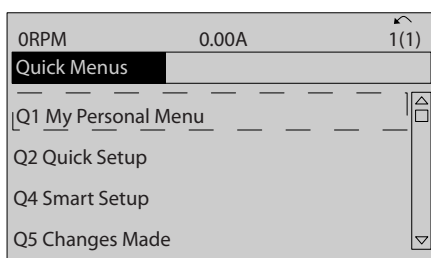 0RPM 0.00A 1(1)
Quick Menus
Q1 My Personal Menu
Q2 Quick Setup
Q4 Smart Setup
Q5 Changes Made